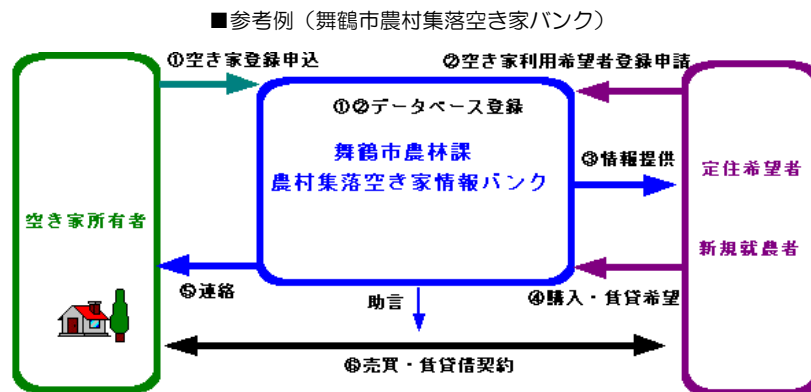 ■参考例（舞鶴市農村集落空き家バンク）
①空き家登録申込
②空き家利用希望者登録申請
①②データベース登録
舞鶴市農林課
農村集落空き家情報バンク
③情報提供
定住希望者
空き家所有者
新規就農者
⑤連絡
④購入・賃貸希望
助言
⑥売買・賃貸借契約